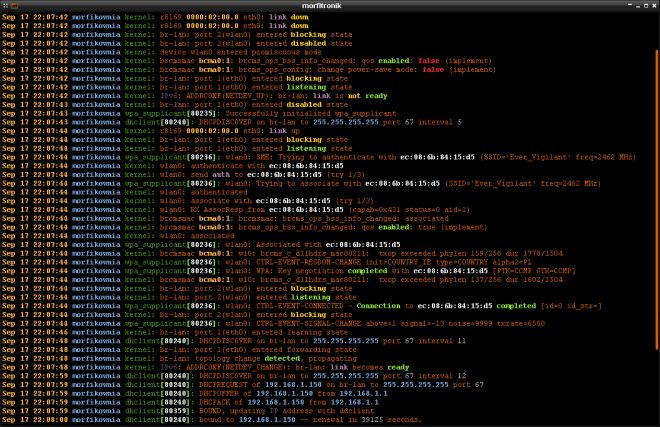 morfitronik
Sep 17 22:07:42 morfikownia kernel: r8169 0000:02:00.0 eth0: link down
Sep 17 22:07:42 morfikownia kernel: r8169 0000:02:00.0 eth0: link down
Sep 17 22:07:42 morfikownia kernel: br-lan: port 2(wlan0) entered blocking state
Sep 17 22:07:42 morfikownia kernel: br-lan: port 2(wlan0) entered disabled state
Sep 17 22:07:42 morfikownia kernel: device wlan0 entered promiscuous mode
Sep 17 22:07:42 morfikownia kernel: brcmsmac bcma0:1: brcms_ops_bss_info_changed: qos enabled: false (implement)
Sep 17 22:07:42 morfikownia kernel: brcmsmac bcma0:1: brcms_ops_config: change power-save mode: false (implement)
Sep 17 22:07:42 morfikownia kernel: br-lan: port 1(eth0) entered blocking state
Sep 17 22:07:42 morfikownia kernel: br-lan: port 1(eth0) entered listening state
Sep 17 22:07:42 morfikownia kernel: IPv6: ADDRCONF(NETDEV_UP): br-lan: link is not ready
Sep 17 22:07:43 morfikownia kernel: br-lan: port 1(eth0) entered disabled state
Sep 17 22:07:43 morfikownia wpa_supplicant[80235]: Successfully initialized wpa_supplicant
Sep 17 22:07:43 morfikownia dhclient[80240]: DHCPDISCOVER on br-lan to 255.255.255.255 port 67 interval 5
Sep 17 22:07:44 morfikownia kernel: r8169 0000:02:00.0 eth0: link up
Sep 17 22:07:44 morfikownia kernel: br-lan: port 1(eth0) entered blocking state
Sep 17 22:07:44 morfikownia kernel: br-lan: port 1(eth0) entered listening state
Sep 17 22:07:44 morfikownia wpa_supplicant[80236]: wlan0: SME: Trying to authenticate with ec:08:6b:84:15:d5 (SSID='Ever_Vigilant' freq=2462 MHz)
Sep 17 22:07:44 morfikownia kernel: wlan0: authenticate with ec:08:6b:84:15:d5
Sep 17 22:07:44 morfikownia kernel: wlan0: send auth to ec:08:6b:84:15:d5 (try 1/3)
Sep 17 22:07:44 morfikownia wpa_supplicant[80236]: wlan0: Trying to associate with ec:08:6b:84:15:d5 (SSID='Ever_Vigilant' freq=2462 MHz)
Sep 17 22:07:44 morfikownia kernel: wlan0: authenticated
Sep 17 22:07:44 morfikownia kernel: wlan0: associate with ec:08:6b:84:15:d5 (try 1/3)
Sep 17 22:07:44 morfikownia kernel: wlan0: RX AssocResp from ec:08:6b:84:15:d5 (capab=0x431 status=0 aid=1)
Sep 17 22:07:44 morfikownia kernel: brcmsmac bcma0:1: brcmsmac: brcms_ops_bss_info_changed: associated
Sep 17 22:07:44 morfikownia kernel: brcmsmac bcma0:1: brcms_ops_bss_info_changed: qos enabled: true (implement)
Sep 17 22:07:44 morfikownia kernel: wlan0: associated
Sep 17 22:07:44 morfikownia wpa_supplicant[80236]: wlan0: Associated with ec:08:6b:84:15:d5
Sep 17 22:07:44 morfikownia kernel: brcmsmac bcma0:1: wl0: brcms_c_d11hdrs_mac80211: txop exceeded phylen 159/256 dur 1778/1504
Sep 17 22:07:44 morfikownia wpa_supplicant[80236]: wlan0: CTRL-EVENT-REGDOM-CHANGE init=COUNTRY_IE type=COUNTRY alpha2=PL
Sep 17 22:07:44 morfikownia wpa_supplicant[80236]: wlan0: WPA: Key negotiation completed with ec:08:6b:84:15:d5 [PTK=CCMP GTK=CCMP]
Sep 17 22:07:44 morfikownia kernel: brcmsmac bcma0:1: wl0: brcms_c_d11hdrs_mac80211: txop exceeded phylen 137/256 dur 1602/1504
Sep 17 22:07:44 morfikownia kernel: br-lan: port 2(wlan0) entered blocking state
Sep 17 22:07:44 morfikownia kernel: br-lan: port 2(wlan0) entered listening state
Sep 17 22:07:44 morfikownia wpa_supplicant[80236]: wlan0: CTRL-EVENT-CONNECTED - Connection to ec:08:6b:84:15:d5 completed [id=0 id_str=]
Sep 17 22:07:44 morfikownia kernel: br-lan: port 2(wlan0) entered blocking state
Sep 17 22:07:44 morfikownia wpa_supplicant[80236]: wlan0: CTRL-EVENT-SIGNAL-CHANGE above=1 signal=-13 noise=9999 txrate=6500
Sep 17 22:07:46 morfikownia kernel: br-lan: port 1(eth0) entered learning state
Sep 17 22:07:48 morfikownia dhclient[80240]: DHCPDISCOVER on br-lan to 255.255.255.255 port 67 interval 11
Sep 17 22:07:48 morfikownia kernel: br-lan: port 1(eth0) entered forwarding state
Sep 17 22:07:48 morfikownia kernel: br-lan: topology change detected, propagating
Sep 17 22:07:48 morfikownia kernel: IPv6: ADDRCONF(NETDEV_CHANGE): br-lan: link becomes ready
Sep 17 22:07:59 morfikownia dhclient[80240]: DHCPDISCOVER on br-lan to 255.255.255.255 port 67 interval 12
Sep 17 22:07:59 morfikownia dhclient[80240]: DHCPREQUEST of 192.168.1.150 on br-lan to 255.255.255.255 port 67
Sep 17 22:07:59 morfikownia dhclient[80240]: DHCPOFFER of 192.168.1.150 from 192.168.1.1
Sep 17 22:07:59 morfikownia dhclient[80240]: DHCPACK of 192.168.1.150 from 192.168.1.1
Sep 17 22:07:59 morfikownia dhclient[80359]: BOUND, updating IP address with ddclient
Sep 17 22:08:00 morfikownia dhclient[80240]: bound to 192.168.1.150 -- renewal in 39125 seconds.